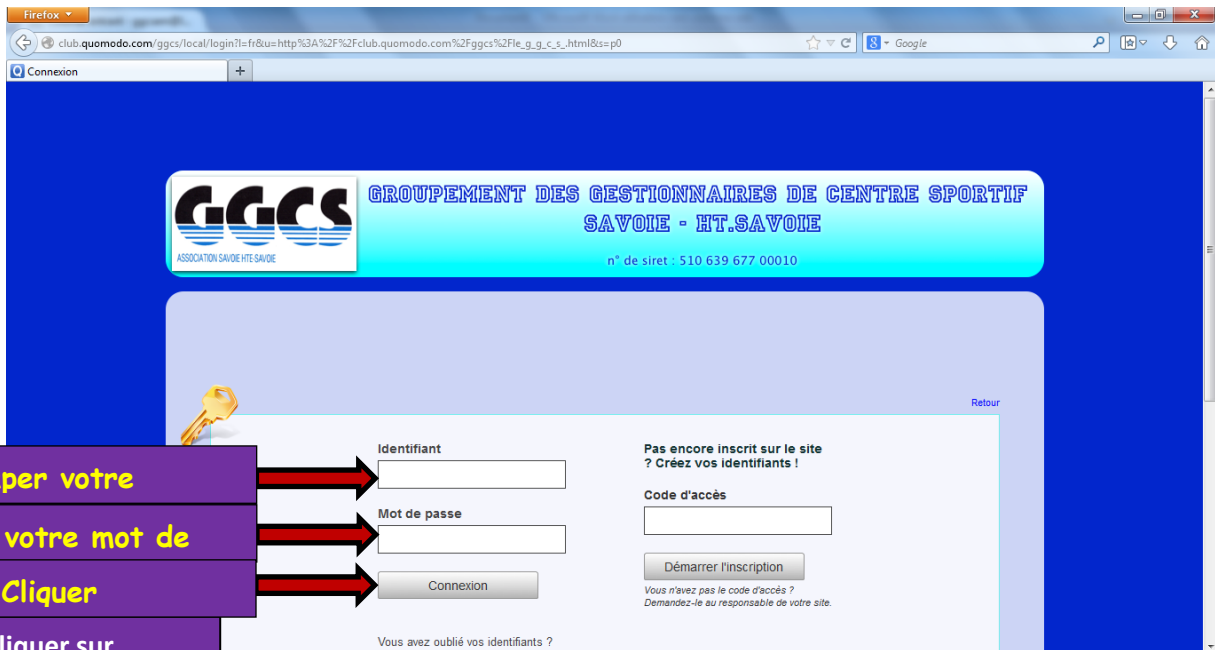 Firefox
club.quomodo.com/ggcs/local/login?l=fr&u=http%3A%2F%2Fclub.quomodo.com%2Fggcs%2Fle_g_g_c_s_.html&s=p0
Google
Connexion
GGCS
ASSOCIATION SAVOIE HTE-SAVOIE
GROUPEMENT DES GESTIONNAIRES DE CENTRE SPORTIF
SAVOIE - HT.SAVOIE
n° de siret : 510 639 677 00010
Retour
Identifiant
Mot de passe
Connexion
Vous avez oublié vos identifiants ?
Pas encore inscrit sur le site
? Créez vos identifiants !
Code d'accès
Démarrer l'inscription
Vous n'avez pas le code d'accès ?
Demandez-le au responsable de votre site.
per votre
votre mot de
Cliquer
liquer sur